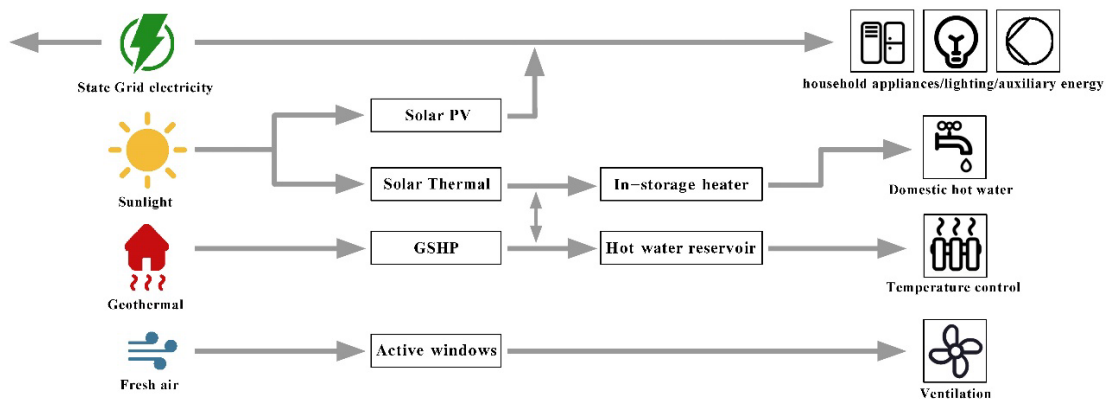 State Grid electricity
household appliances/lighting/auxiliary energy
Solar PV
Sunlight
Solar Thermal
In-storage heater
Domestic hot water
GSHP
Hot water reservoir
Geothermal
Temperature control
Active windows
Fresh air
Ventilation